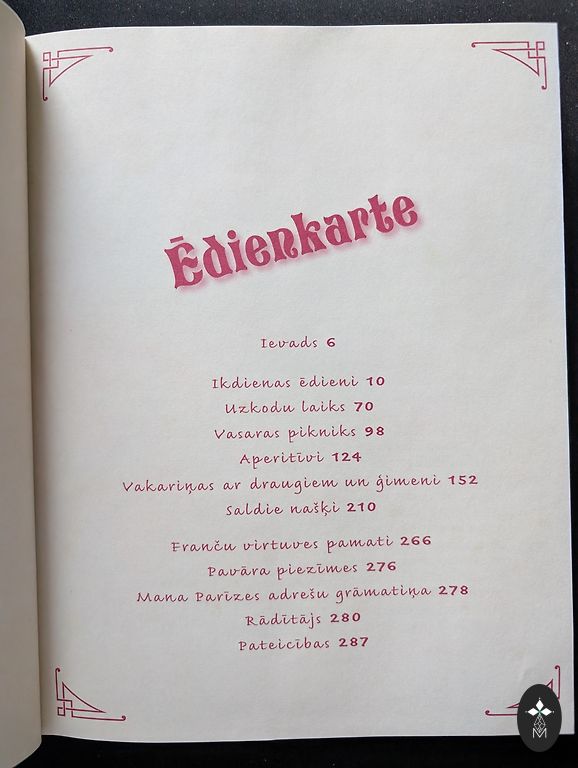 Ēdienkarte
Ievads 6
Ikdienas ēdieni 10
Uzkodu laiks 70
Vasaras pikniks 98
Aperitīvi 124
Vakariņas ar draugiem un ģimeni 152
Saldie našķi 210
Franču virtuves pamati 266
Pavāra piezīmes 276
Mana Parīzes adrešu grāmatiņa 278
Rādītājs 280
Pateicības 287
M